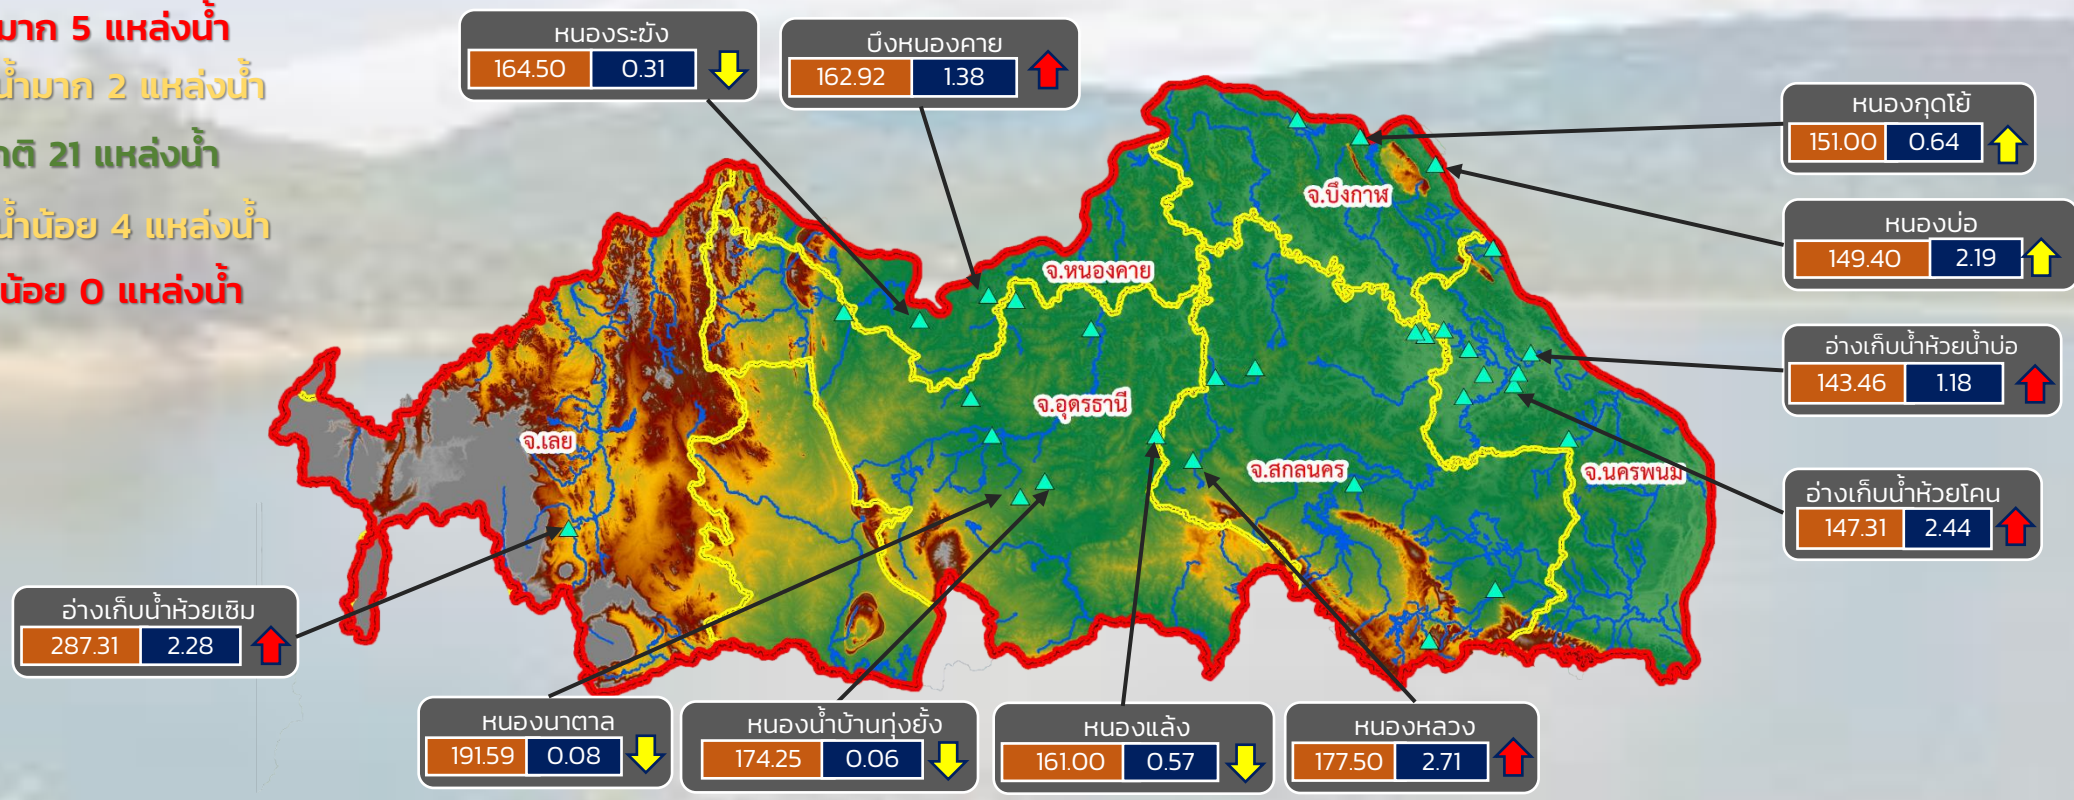 มาก 5 แหล่งน้ำ
น้ำมาก 2 แหล่งน้ำ
กติ 21 แหล่งน้ำ
น้ำน้อย 4 แหล่งน้ำ
น้อย 0 แหล่งน้ำ
หนองระฆัง
164.50 0.31
บึงหนองคาย
162.92 1.38
หนองกุดโย้
151.00 0.64
หนองบ่อ
149.40 2.19
อ่างเก็บน้ำห้วยน้ำบ่อ
143.46 1.18
อ่างเก็บน้ำห้วยโคน
147.31 2.44
จ.บึงกาฬ
จ.หนองคาย
จ.อุดรธานี
จ.เลย
จ.สกลนคร
จ.นครพนม
อ่างเก็บน้ำห้วยเซิม
287.31 2.28
หนองนาตาล
191.59 0.08
หนองน้ำบ้านทุ่งยั้ง
174.25 0.06
หนองแล้ง
161.00 0.57
หนองหลวง
177.50 2.71